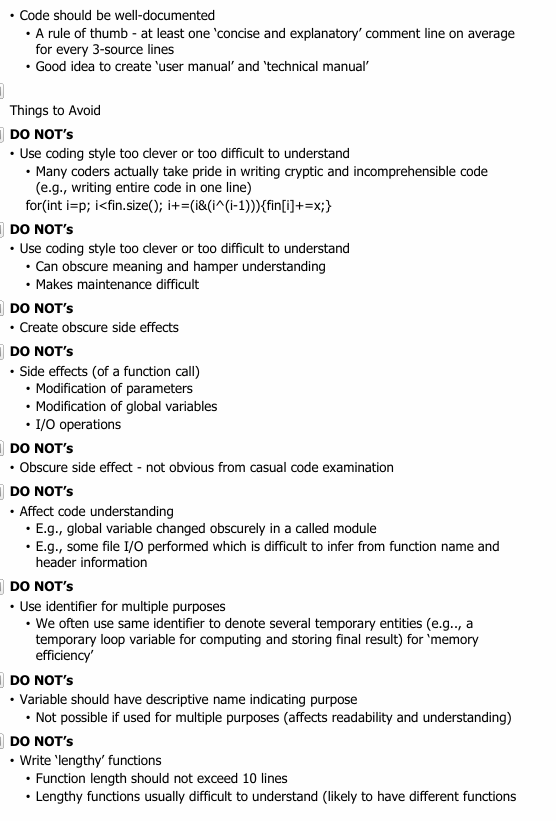 • Code should be well-documented
• A rule of thumb - at least one ‘concise and explanatory’ comment line on average
for every 3-source lines
• Good idea to create ‘user manual’ and ‘technical manual’
Things to Avoid
DO NOT’s
• Use coding style too clever or too difficult to understand
• Many coders actually take pride in writing cryptic and incomprehensible code
(e.g., writing entire code in one line)
for(int i=p; i<fin.size(); i+=(i&(i^(i-1))){fin[i]+=x;}
DO NOT’s
• Use coding style too clever or too difficult to understand
• Can obscure meaning and hamper understanding
• Makes maintenance difficult
DO NOT’s
• Create obscure side effects
DO NOT’s
• Side effects (of a function call)
• Modification of parameters
• Modification of global variables
• I/O operations
DO NOT’s
• Obscure side effect - not obvious from casual code examination
DO NOT’s
• Affect code understanding
• E.g., global variable changed obscurely in a called module
• E.g., some file I/O performed which is difficult to infer from function name and
header information
DO NOT’s
• Use identifier for multiple purposes
• We often use same identifier to denote several temporary entities (e.g.., a
temporary loop variable for computing and storing final result) for ‘memory
efficiency’
DO NOT’s
• Variable should have descriptive name indicating purpose
• Not possible if used for multiple purposes (affects readability and understanding)
DO NOT’s
• Write ‘lengthy’ functions
• Function length should not exceed 10 lines
• Lengthy functions usually difficult to understand (likely to have different functions